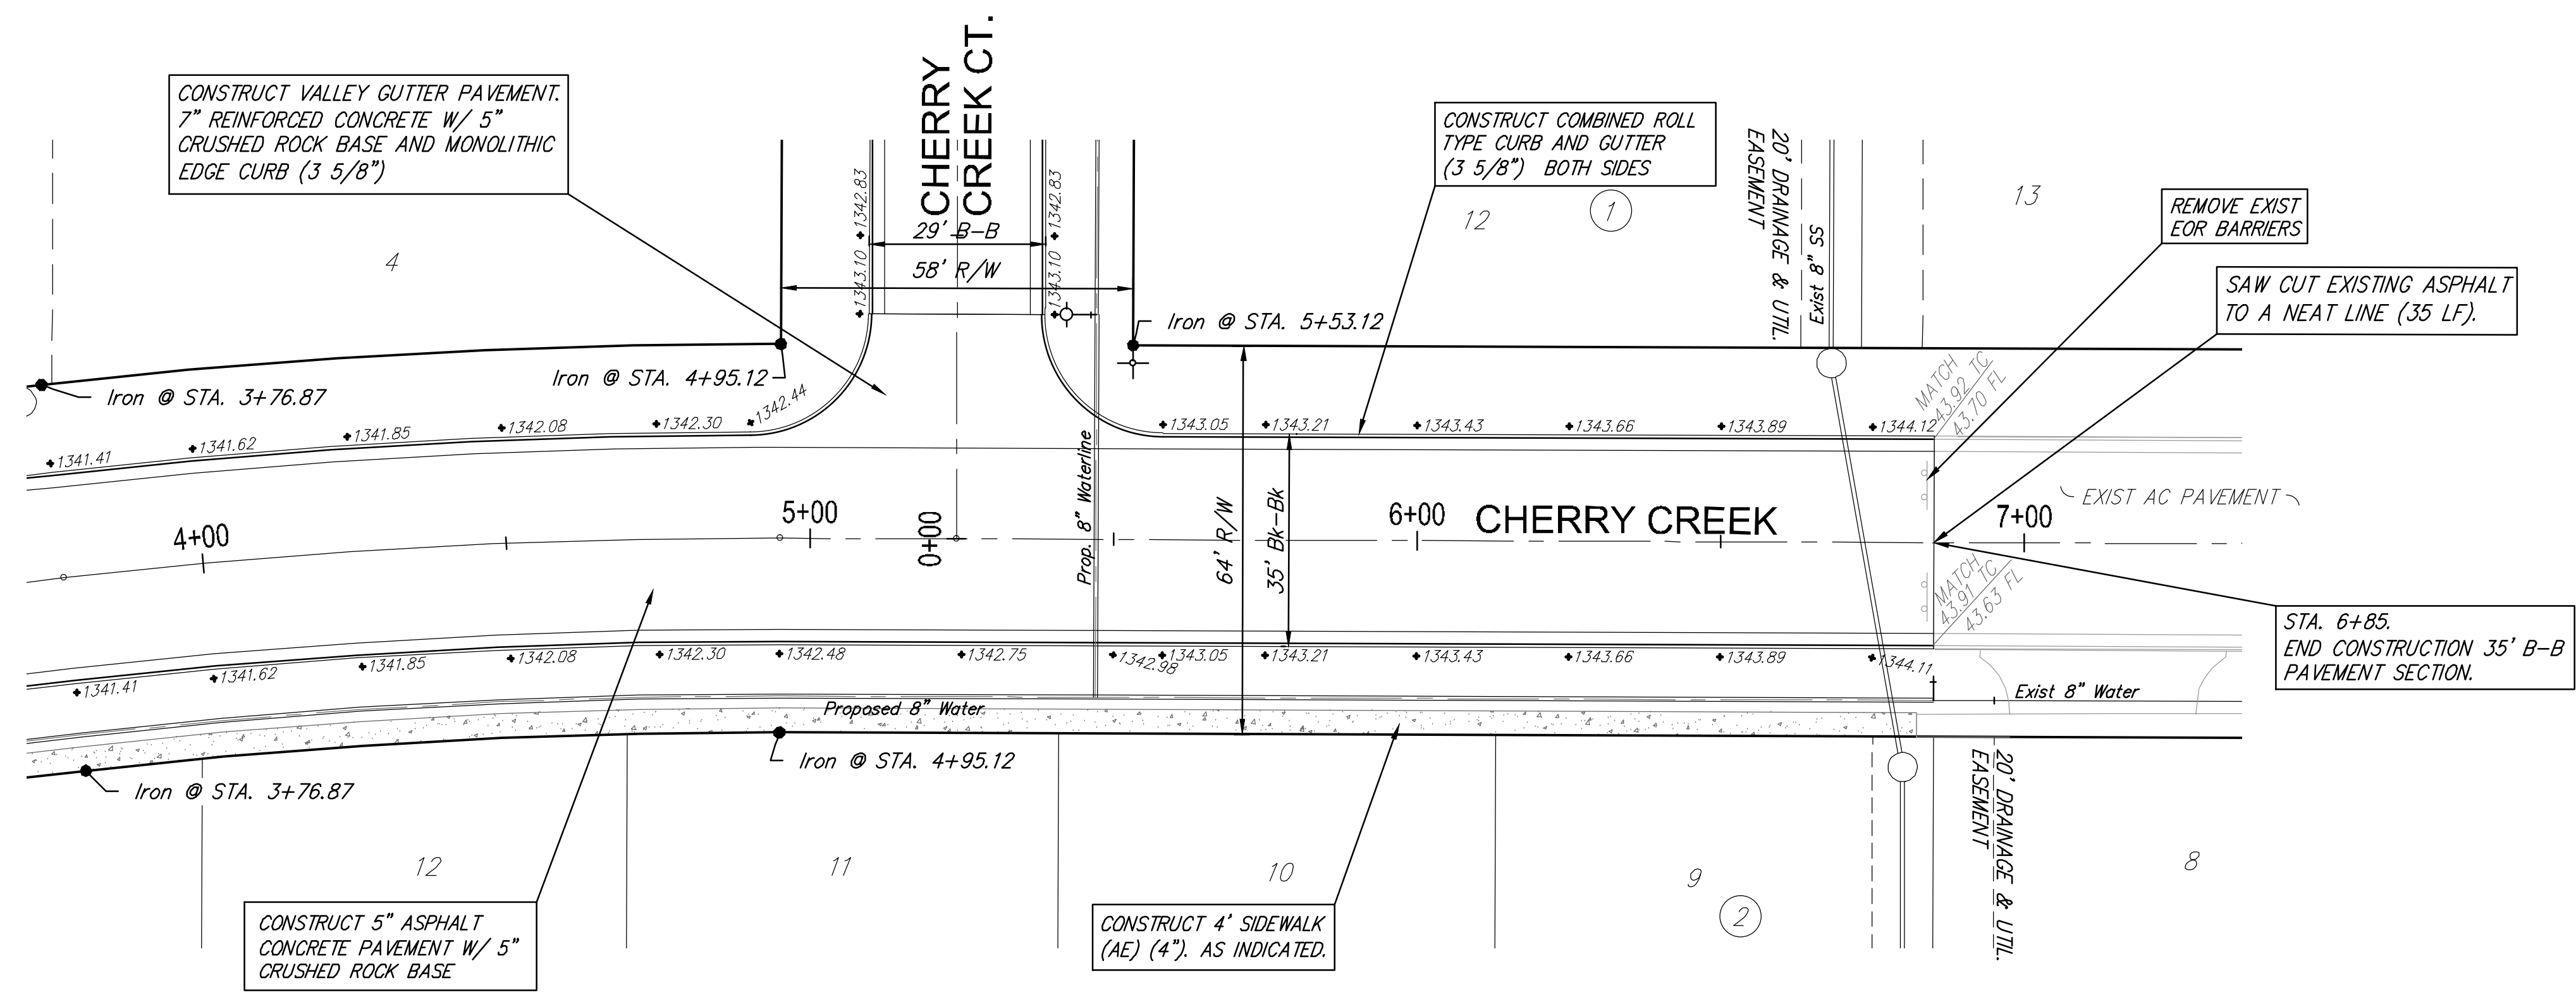 CHERRY
CREEK CT.
CONSTRUCT VALLEY GUTTER PAVEMENT.
7" REINFORCED CONCRETE W/ 5"
CRUSHED ROCK BASE AND MONOLITHIC
EDGE CURB (3 5/8")
CONSTRUCT COMBINED ROLL
TYPE CURB AND GUTTER
(3 5/8") BOTH SIDES
20' DRAINAGE & UTIL.
EASEMENT
Exist 8" SS
REMOVE EXIST
EOR BARRIERS
SAW CUT EXISTING ASPHALT
TO A NEAT LINE (35 LF).
4
12
1
13
1342.83
1342.83
1343.10
1343.10
29' B-B
58' R/W
Iron @ STA. 3+76.87
Iron @ STA. 4+95.12
Iron @ STA. 5+53.12
1341.41
1341.62
1341.85
1342.08
1342.30
1342.44
1343.05
1343.21
1343.43
1343.66
1343.89
1344.12
MATCH
43.92 TC
43.70 FL
4+00
5+00
0+00
Prop. 8" Waterline
64' R/W
35' Bk-Bk
6+00
CHERRY CREEK
7+00
EXIST AC PAVEMENT
MATCH
43.91 TC
43.63 FL
STA. 6+85.
END CONSTRUCTION 35' B-B
PAVEMENT SECTION.
1341.41
1341.62
1341.85
1342.08
1342.30
1342.48
1342.75
1342.98
1343.05
1343.21
1343.43
1343.66
1343.89
1344.11
Proposed 8" Water
Exist 8" Water
Iron @ STA. 3+76.87
Iron @ STA. 4+95.12
20' DRAINAGE & UTIL.
EASEMENT
12
11
10
9
2
8
CONSTRUCT 5" ASPHALT
CONCRETE PAVEMENT W/ 5"
CRUSHED ROCK BASE
CONSTRUCT 4' SIDEWALK
(AE) (4"). AS INDICATED.